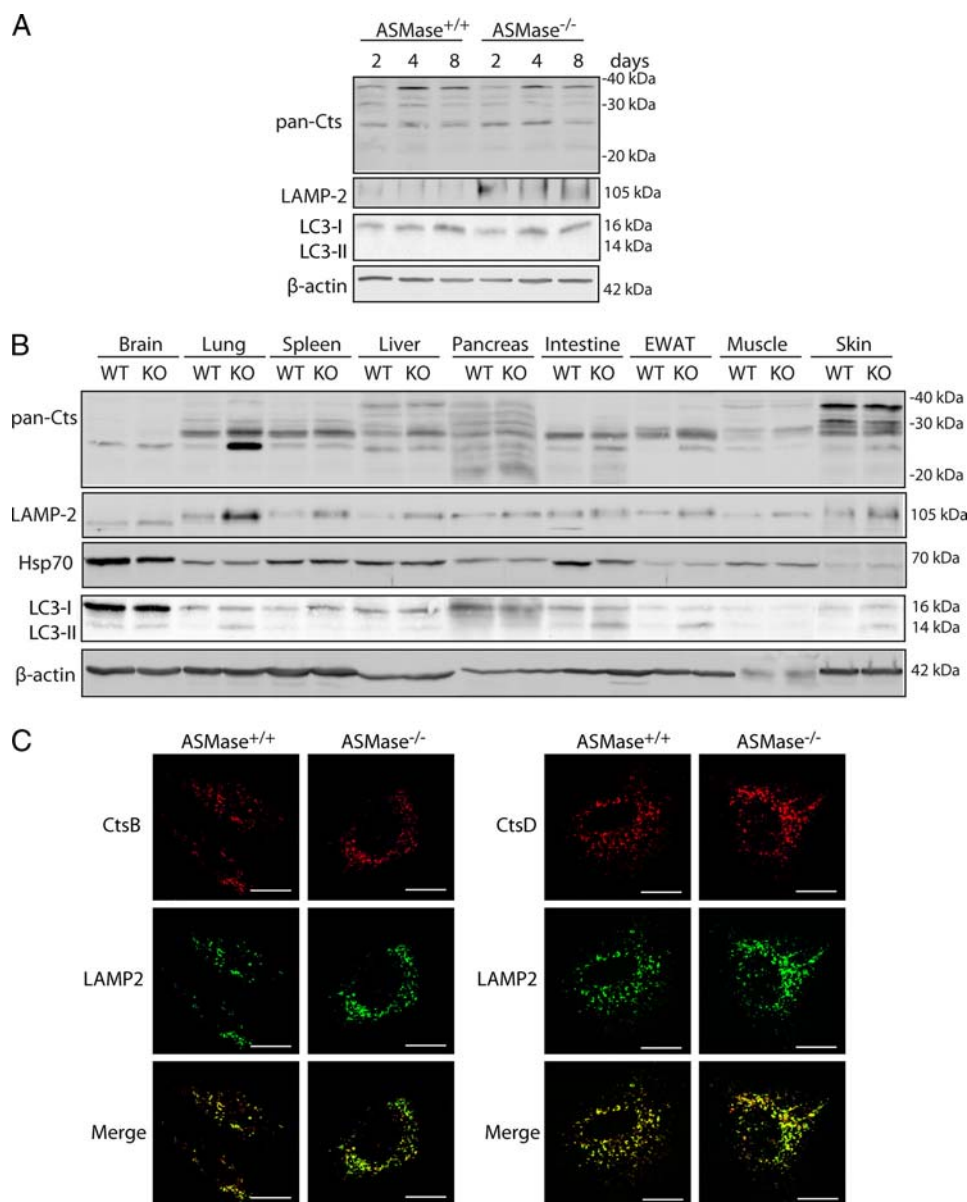 A
ASMase+/+ ASMase-/-
2 4 8 2 4 8 days
-40 kDa
pan-Cts
-30 kDa
-20 kDa
LAMP-2 105 kDa
LC3-I 16 kDa
LC3-II 14 kDa
β-actin 42 kDa
B
Brain Lung Spleen Liver Pancreas Intestine EWAT Muscle Skin
WT KO WT KO WT KO WT KO WT KO WT KO WT KO WT KO WT KO
-40 kDa
pan-Cts
-30 kDa
-20 kDa
LAMP-2 105 kDa
Hsp70 70 kDa
LC3-I 16 kDa
LC3-II 14 kDa
β-actin 42 kDa
C
ASMase+/+ ASMase-/- ASMase+/+ ASMase-/-
CtsB CtsD
LAMP2 LAMP2
Merge Merge